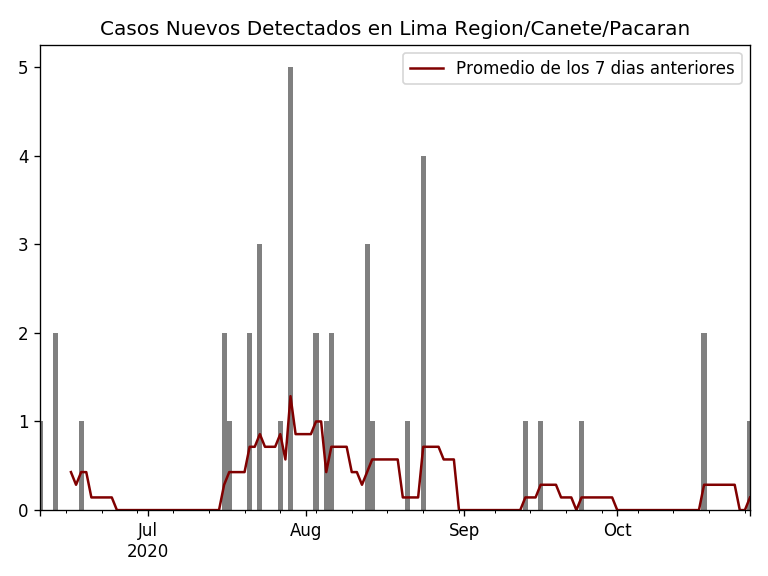 Casos Nuevos Detectados en Lima Region/Canete/Pacaran
Promedio de los 7 dias anteriores
5
4
3
2
1
0
Jul
2020
Aug
Sep
Oct